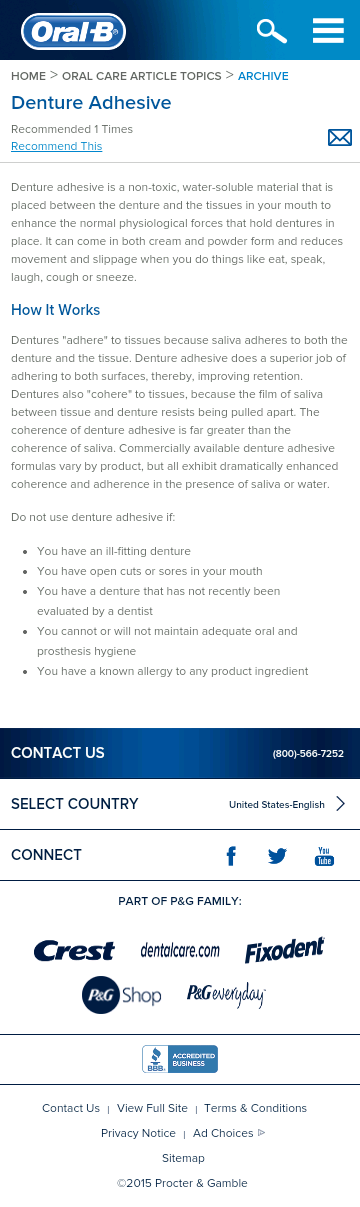 Oral-B®
HOME > ORAL CARE ARTICLE TOPICS > ARCHIVE
Denture Adhesive
Recommended 1 Times
Recommend This
Denture adhesive is a non-toxic, water-soluble material that is
placed between the denture and the tissues in your mouth to
enhance the normal physiological forces that hold dentures in
place. It can come in both cream and powder form and reduces
movement and slippage when you do things like eat, speak,
laugh, cough or sneeze.
How It Works
Dentures "adhere" to tissues because saliva adheres to both the
denture and the tissue. Denture adhesive does a superior job of
adhering to both surfaces, thereby, improving retention.
Dentures also "cohere" to tissues, because the film of saliva
between tissue and denture resists being pulled apart. The
coherence of denture adhesive is far greater than the
coherence of saliva. Commercially available denture adhesive
formulas vary by product, but all exhibit dramatically enhanced
coherence and adherence in the presence of saliva or water.
Do not use denture adhesive if:
• You have an ill-fitting denture
• You have open cuts or sores in your mouth
• You have a denture that has not recently been
evaluated by a dentist
• You cannot or will not maintain adequate oral and
prosthesis hygiene
• You have a known allergy to any product ingredient
CONTACT US (800)-566-7252
SELECT COUNTRY United States-English
CONNECT You Tube
PART OF P&G FAMILY:
Crest dentalcare.com Fixodent
P&G Shop P&G everyday
BBB ACCREDITED BUSINESS
Contact Us | View Full Site | Terms & Conditions
Privacy Notice | Ad Choices
Sitemap
©2015 Procter & Gamble